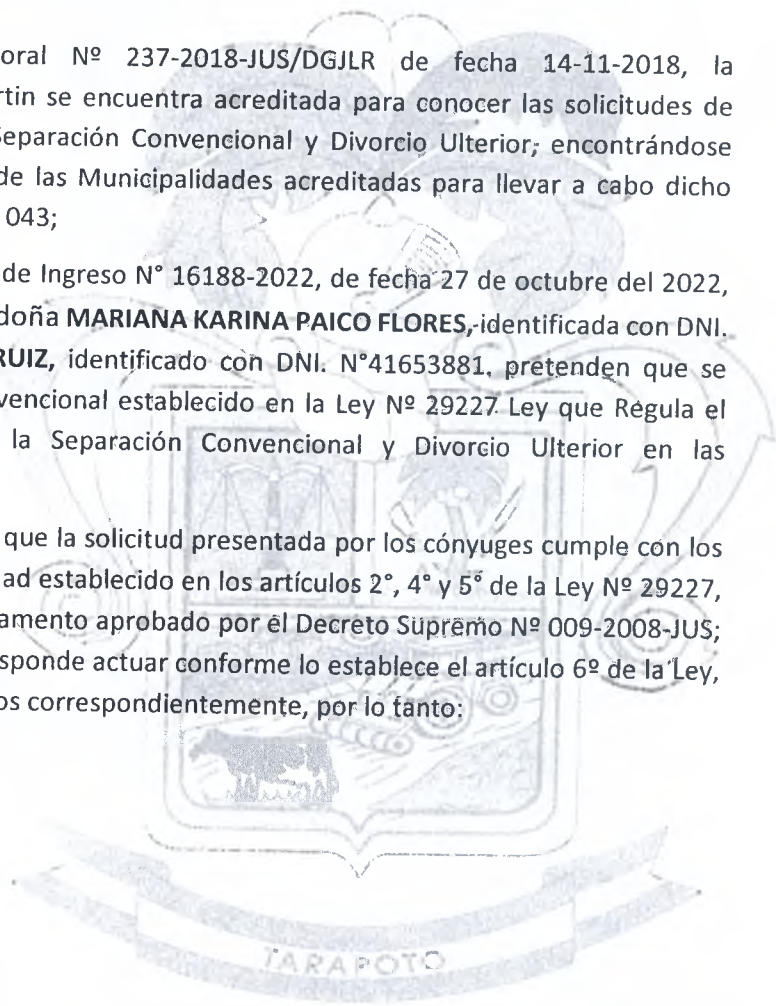 oral Nº 237-2018-JUS/DGJLR de fecha 14-11-2018, la
rtin se encuentra acreditada para conocer las solicitudes de
Separación Convencional y Divorcio Ulterior; encontrándose
de las Municipalidades acreditadas para llevar a cabo dicho
043;
de Ingreso N° 16188-2022, de fecha 27 de octubre del 2022,
doña MARIANA KARINA PAICO FLORES, identificada con DNI.
RUIZ, identificado con DNI. N°41653881, pretenden que se
vencional establecido en la Ley Nº 29227 Ley que Regula el
la Separación Convencional y Divorcio Ulterior en las
que la solicitud presentada por los cónyuges cumple con los
ad establecido en los artículos 2°, 4° y 5° de la Ley Nº 29227,
amento aprobado por el Decreto Supremo Nº 009-2008-JUS;
sponde actuar conforme lo establece el artículo 6º de la Ley,
os correspondientemente, por lo tanto:
TARAPOTO